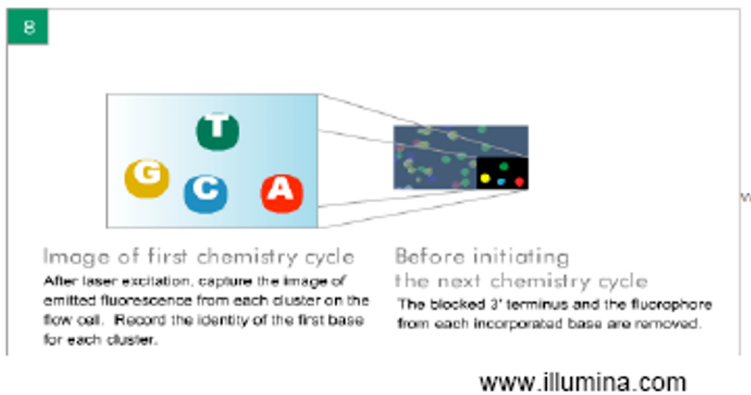 8
T
G
C
A
Image of first chemistry cycle
After laser excitation, capture the image of
emitted fluorescence from each cluster on the
flow cell. Record the identity of the first base
for each cluster.
Before initiating
the next chemistry cycle
The blocked 3' terminus and the fluorophore
from each incorporated base are removed.
www.illumina.com